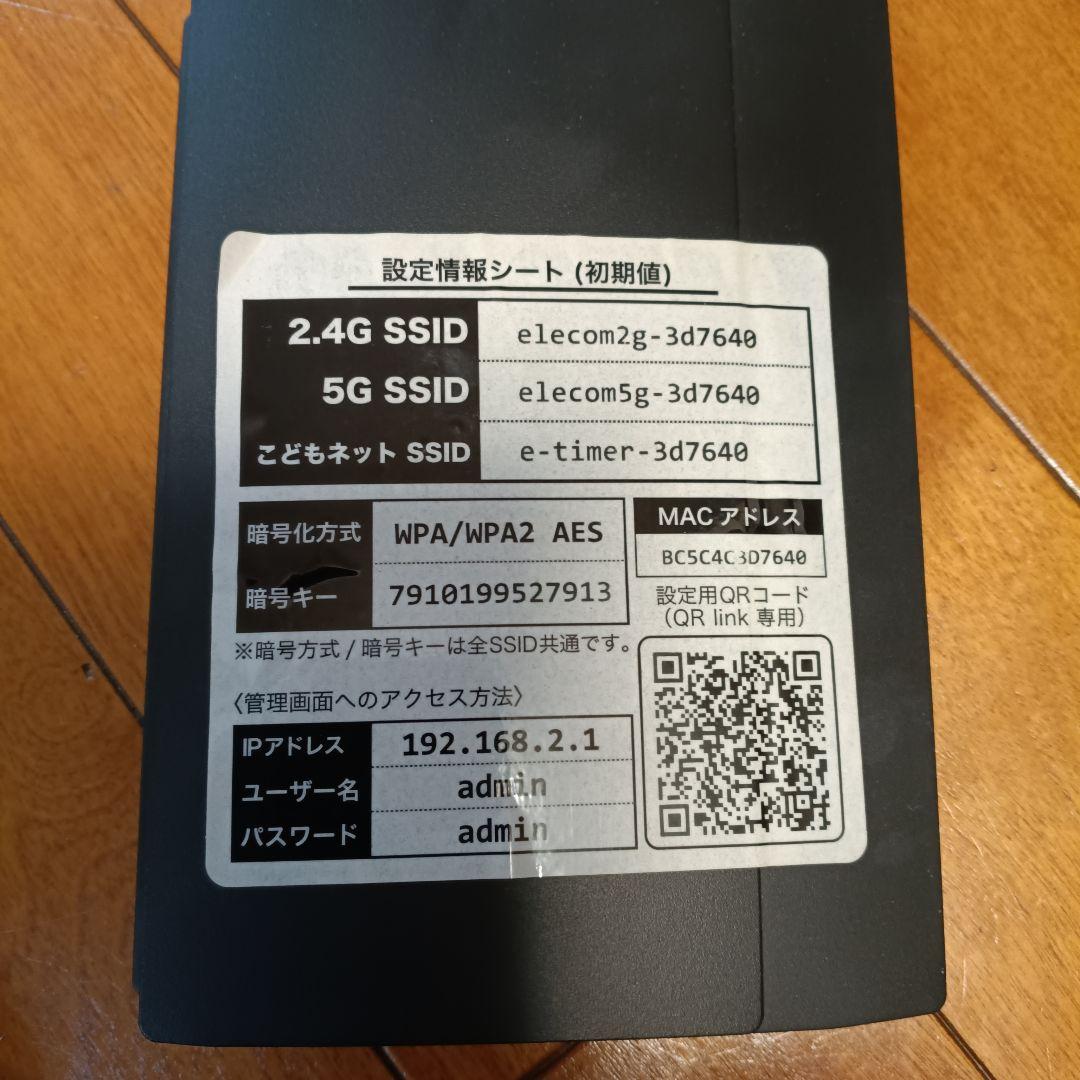 設定情報シート (初期値)
2.4G SSID elecom2g-3d7640
5G SSID elecom5g-3d7640
こどもネット SSID e-timer-3d7640
暗号化方式 WPA/WPA2 AES
暗号キー 7910199527913
※暗号方式 / 暗号キーは全SSID共通です。
MAC アドレス
BC5C4C3D7640
設定用QRコード
(QR link 専用)
〈管理画面へのアクセス方法〉
IPアドレス 192.168.2.1
ユーザー名 admin
パスワード admin